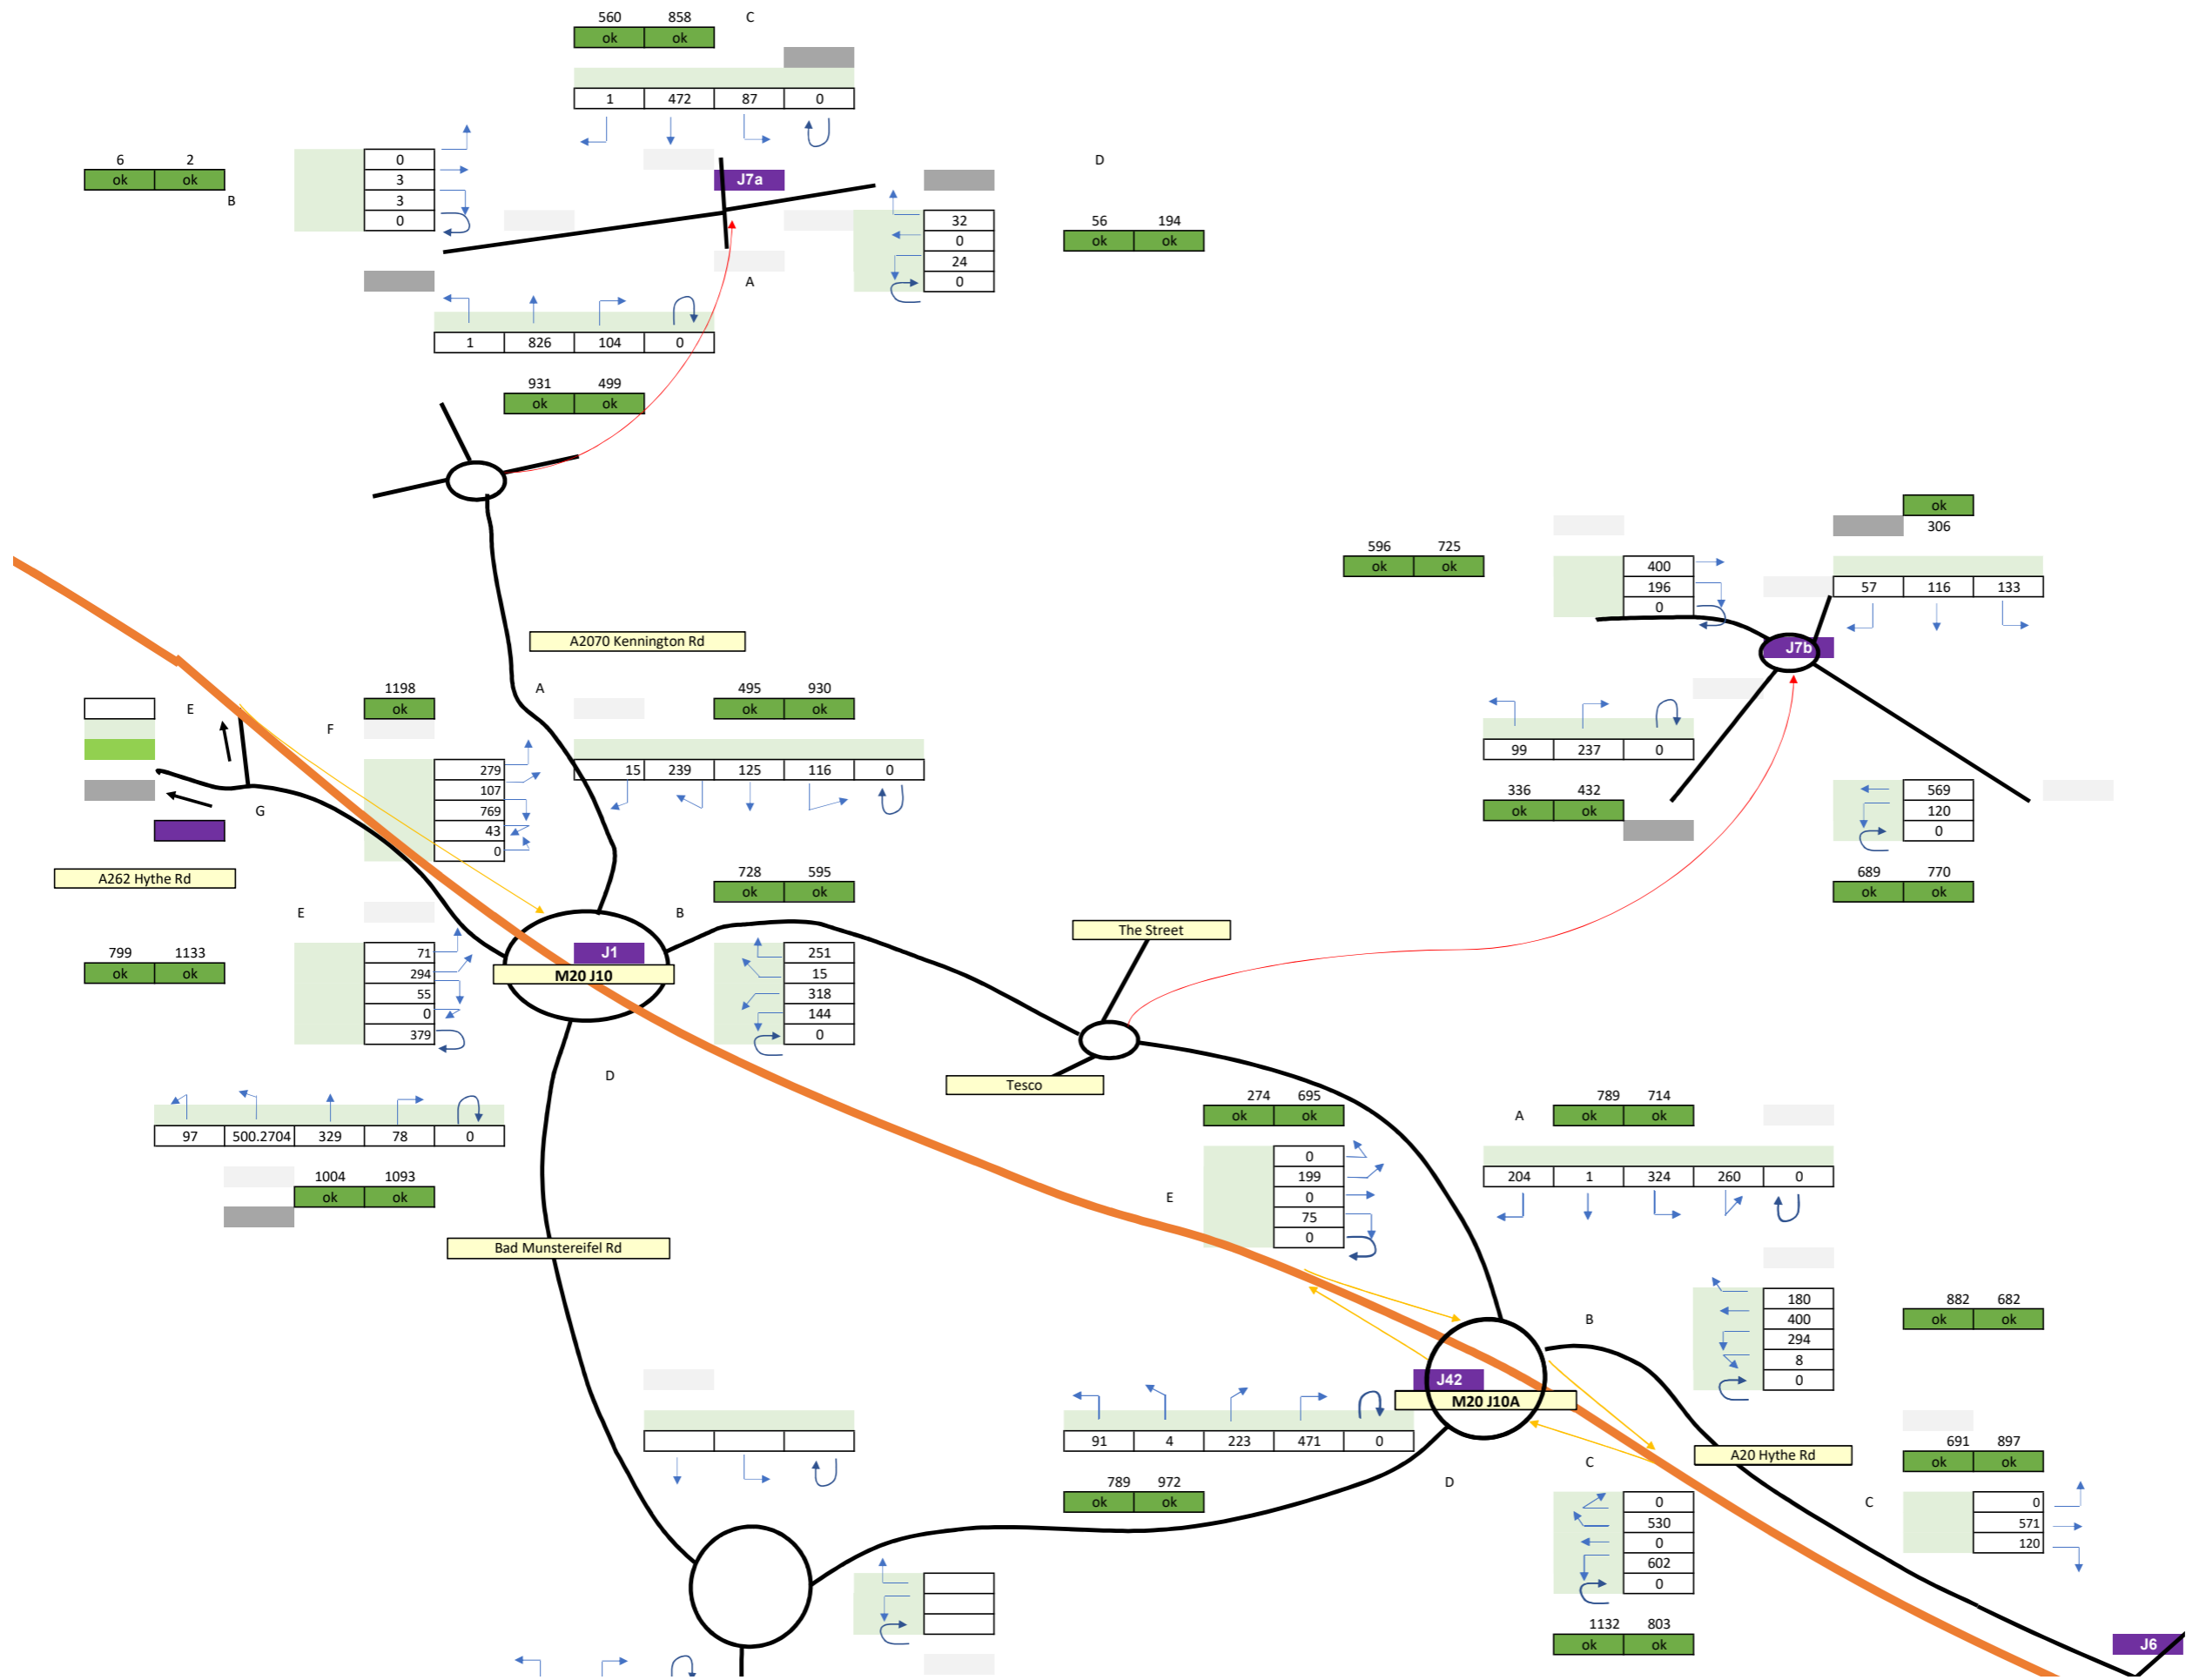 560 858 C
ok ok
1 472 87 0
6 2
ok ok
B
0
3
3
0
J7a
D
32
0
24
0
56 194
ok ok
A
1 826 104 0
931 499
ok ok
ok
306
596 725
ok ok
400
196
0
57 116 133
J7b
99 237 0
336 432
ok ok
569
120
0
689 770
ok ok
A2070 Kennington Rd
A
E
F
G
1198
ok
495 930
ok ok
279
107
769
43
0
15 239 125 116 0
A262 Hythe Rd
728 595
ok ok
E
B
799 1133
ok ok
71
294
55
0
379
J1
M20 J10
251
15
318
144
0
The Street
Tesco
D
97 500.2704 329 78 0
1004 1093
ok ok
Bad Munstereifel Rd
274 695
ok ok
E
0
199
0
75
0
A
789 714
ok ok
204 1 324 260 0
B
180
400
294
8
0
882 682
ok ok
J42
M20 J10A
91 4 223 471 0
789 972
ok ok
D
C
0
530
0
602
0
1132 803
ok ok
A20 Hythe Rd
691 897
ok ok
C
0
571
120
J6